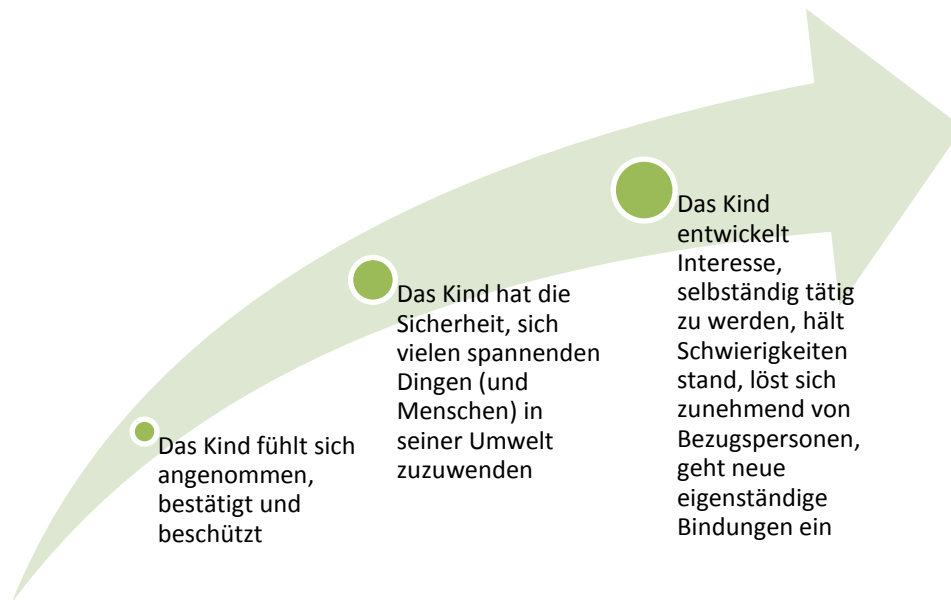 Das Kind fühlt sich
angenommen,
bestätigt und
beschützt
Das Kind hat die
Sicherheit, sich
vielen spannenden
Dingen (und
Menschen) in
seiner Umwelt
zuzuwenden
Das Kind
entwickelt
Interesse,
selbständig tätig
zu werden, hält
Schwierigkeiten
stand, löst sich
zunehmend von
Bezugspersonen,
geht neue
eigenständige
Bindungen ein